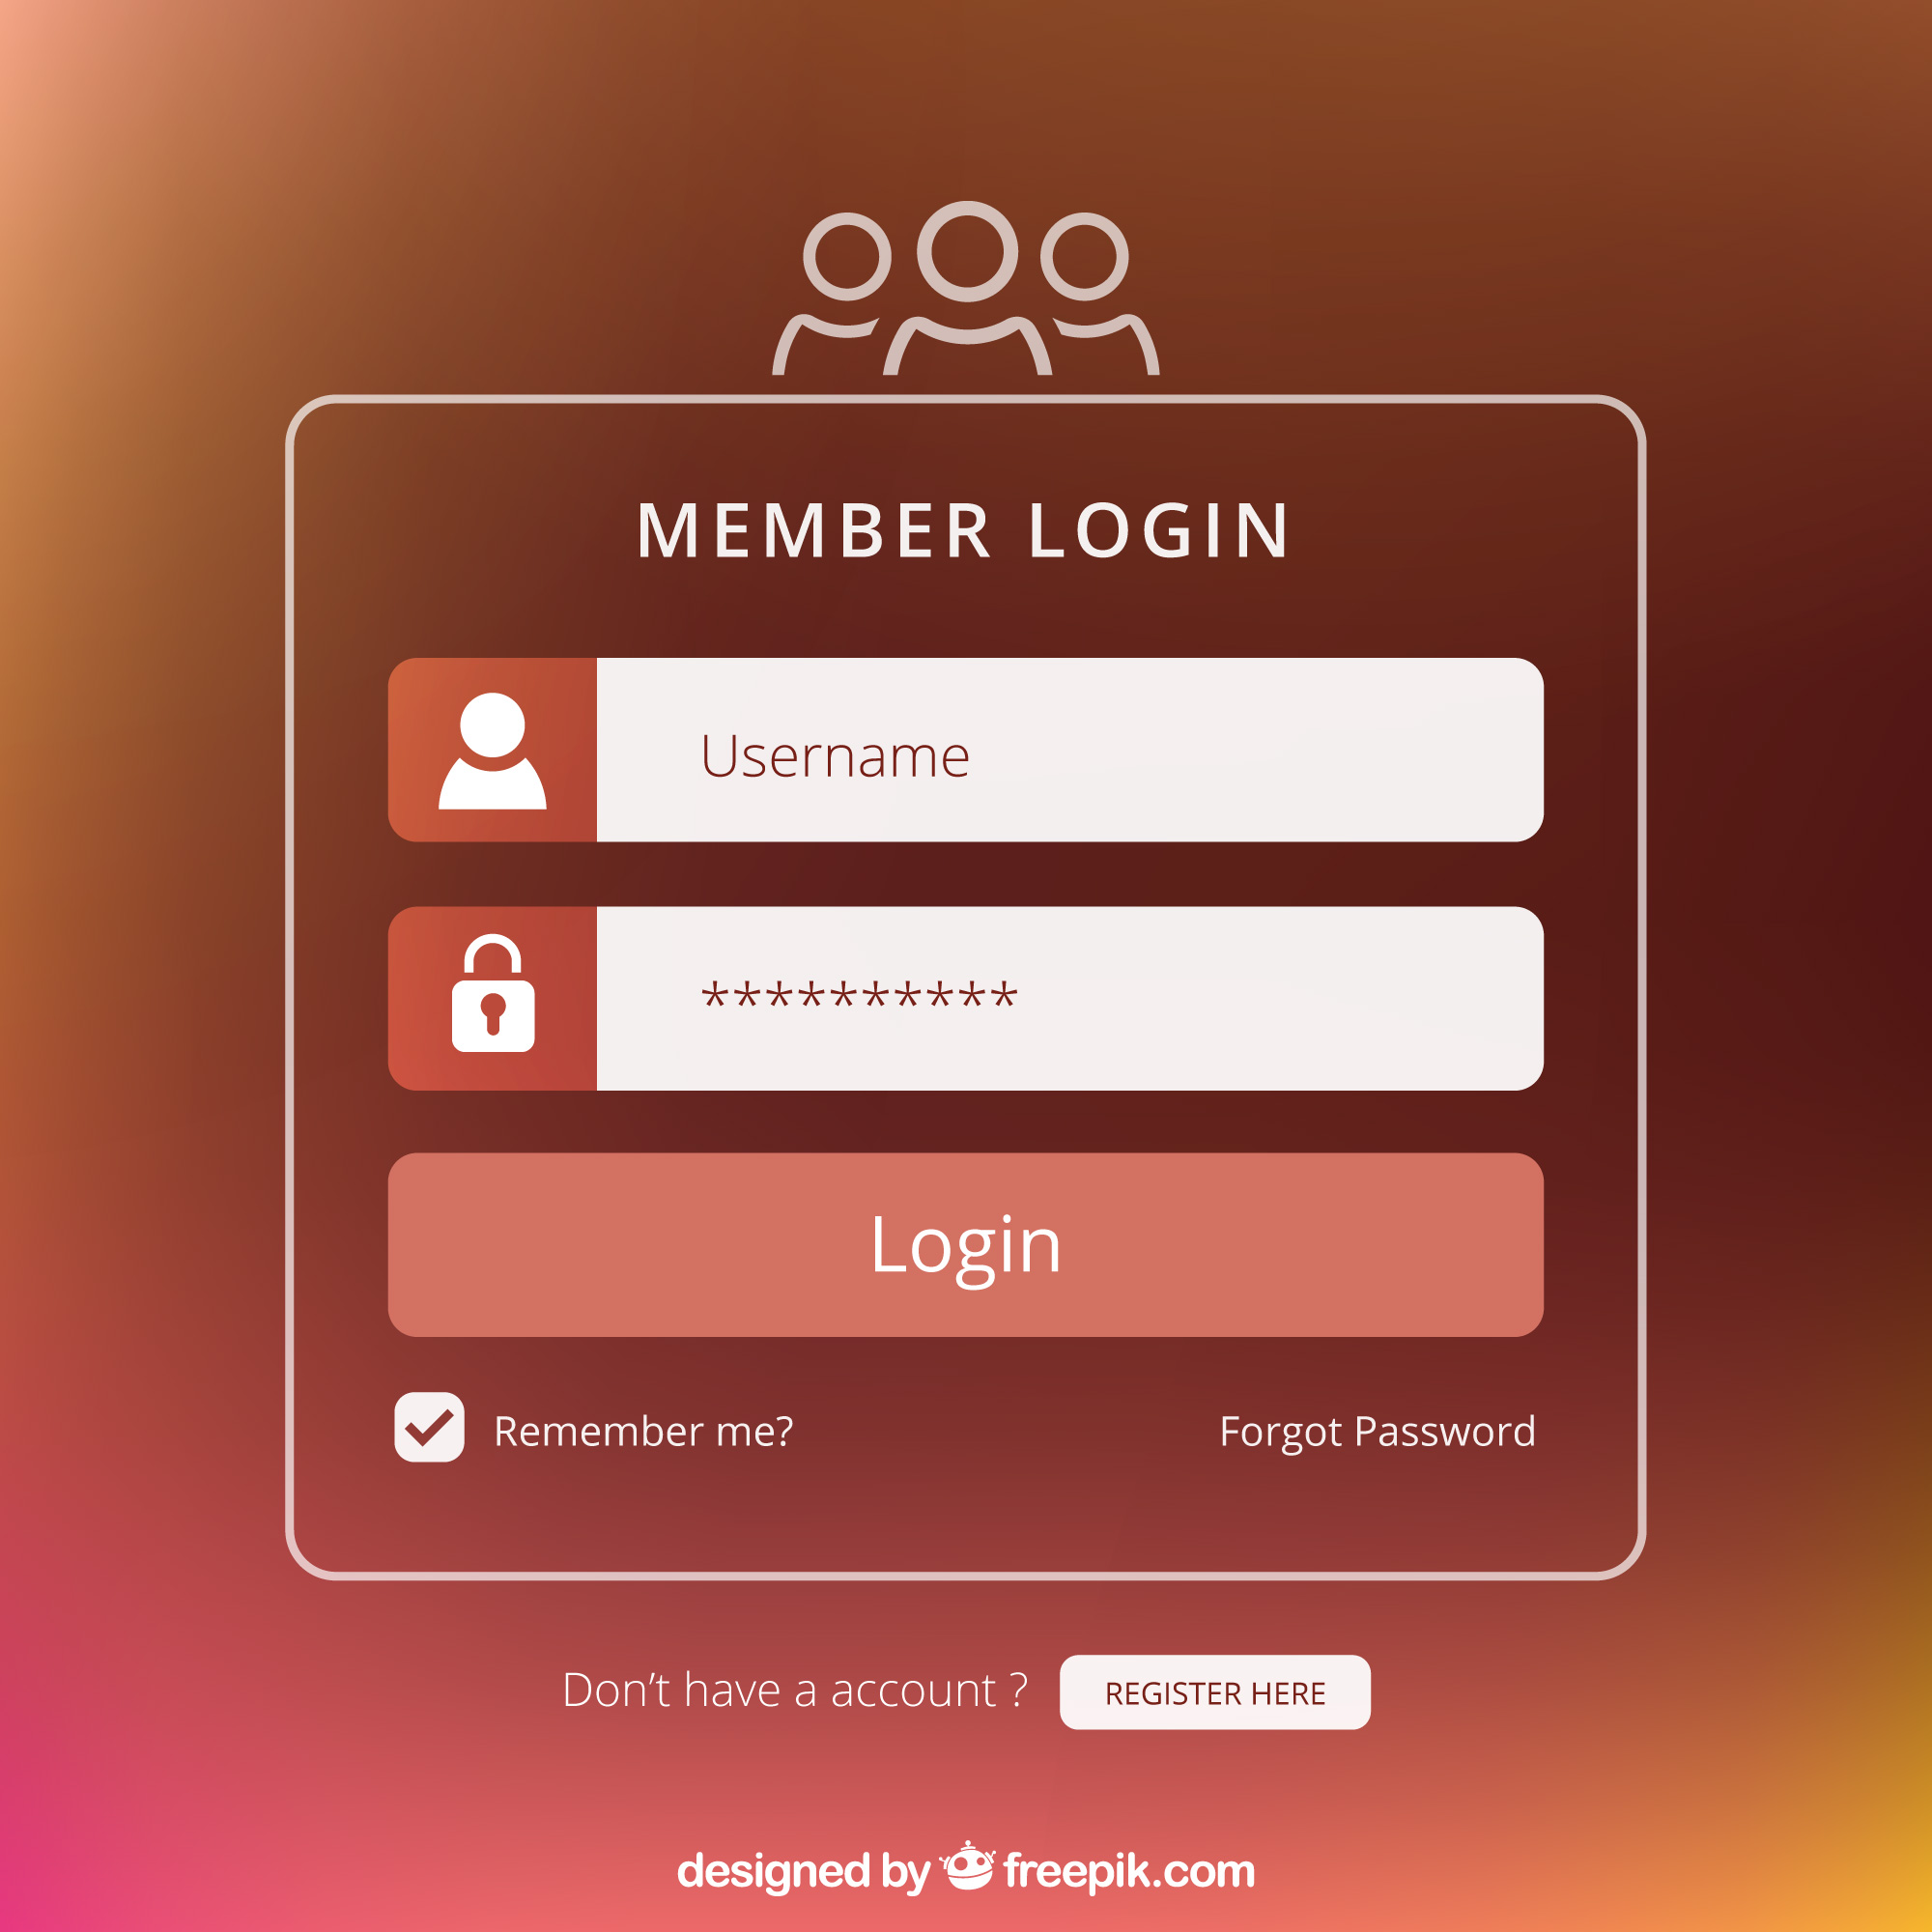 MEMBER LOGIN
Username
**********
Login
Remember me? Forgot Password
Don’t have a account ? REGISTER HERE
designed by freepik.com